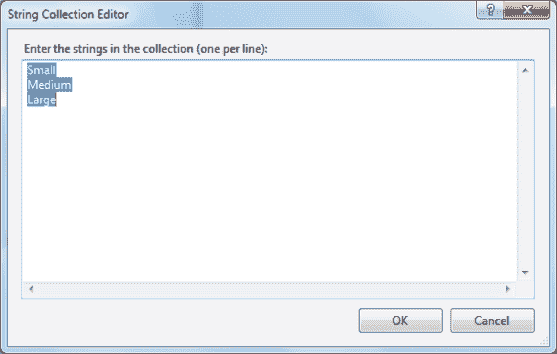 String Collection Editor
Enter the strings in the collection (one per line):
Small
Medium
Large
OK
Cancel